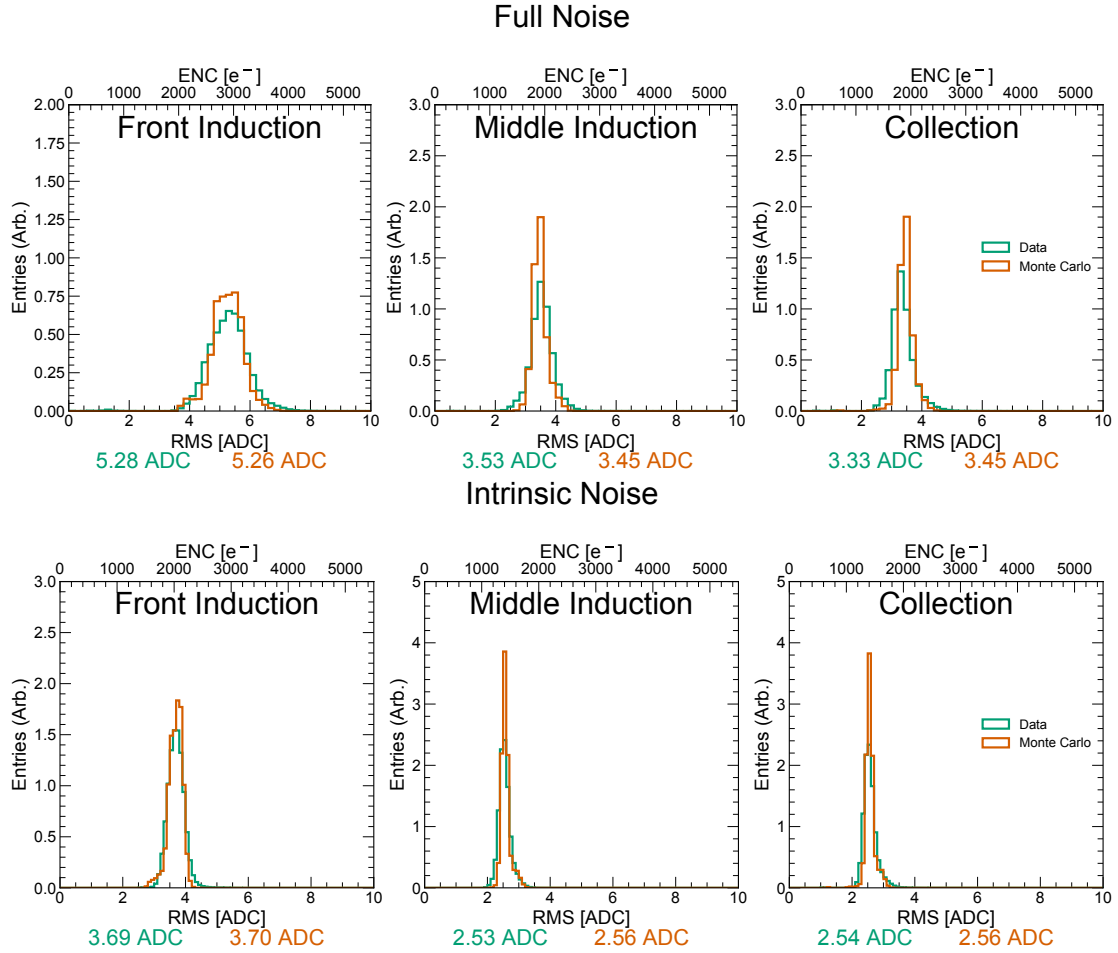 Full Noise
ENC [e⁻] ENC [e⁻] ENC [e⁻]
0 1000 2000 3000 4000 5000 0 1000 2000 3000 4000 5000 0 1000 2000 3000 4000 5000
2.00 3.0 3.0
Front Induction Middle Induction Collection
1.75
2.5 2.5
1.50
2.0 2.0
1.25
Entries (Arb.) Entries (Arb.) Entries (Arb.)
1.00 1.5 1.5
Data
Monte Carlo
0.75
1.0 1.0
0.50
0.5 0.5
0.25
0.00 0.0 0.0
0 2 4 6 8 10 0 2 4 6 8 10 0 2 4 6 8 10
RMS [ADC] RMS [ADC] RMS [ADC]
5.28 ADC 5.26 ADC 3.53 ADC 3.45 ADC 3.33 ADC 3.45 ADC
Intrinsic Noise
ENC [e⁻] ENC [e⁻] ENC [e⁻]
0 1000 2000 3000 4000 5000 0 1000 2000 3000 4000 5000 0 1000 2000 3000 4000 5000
3.0 5 5
Front Induction Middle Induction Collection
2.5
4 4
2.0
3 3
Entries (Arb.) Entries (Arb.) Entries (Arb.)
1.5
Data
Monte Carlo
2 2
1.0
1 1
0.5
0.0 0 0
0 2 4 6 8 10 0 2 4 6 8 10 0 2 4 6 8 10
RMS [ADC] RMS [ADC] RMS [ADC]
3.69 ADC 3.70 ADC 2.53 ADC 2.56 ADC 2.54 ADC 2.56 ADC